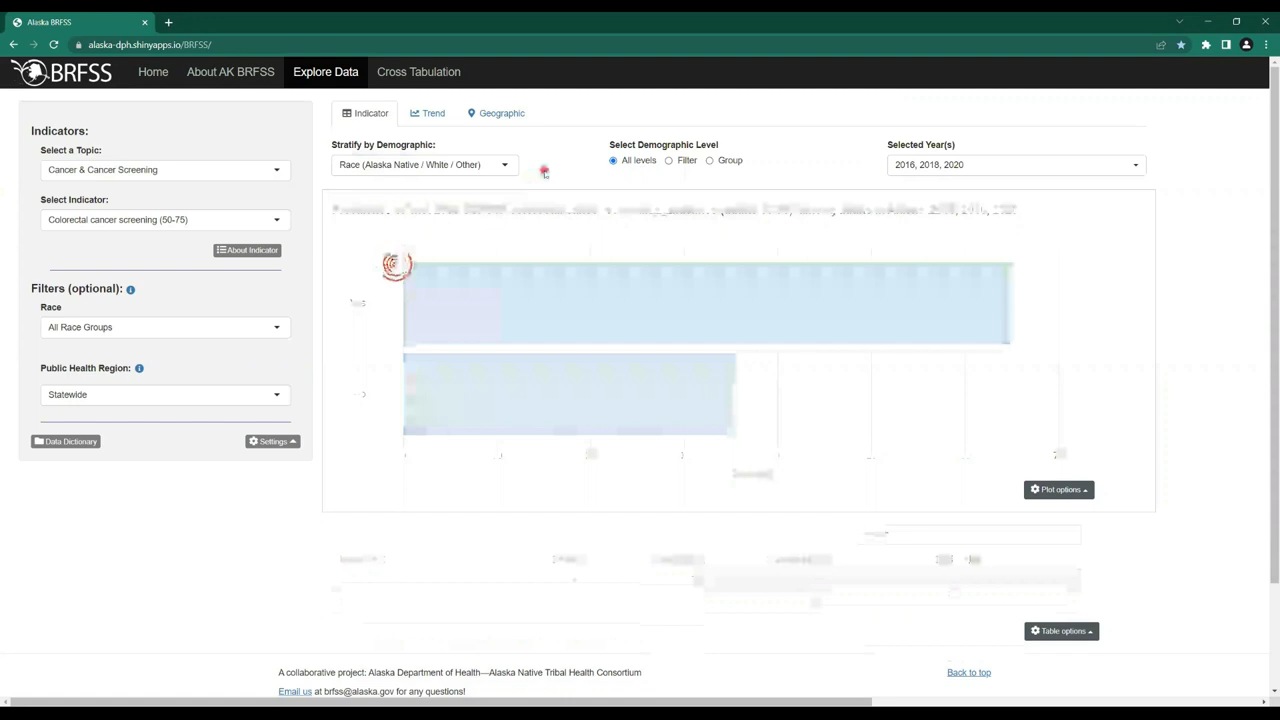 Alaska BRFSS
alaska-dph.shinyapps.io/BRFSS/
BRFSS
Home
About AK BRFSS
Explore Data
Cross Tabulation
Indicators:
Select a Topic:
Cancer & Cancer Screening
Select Indicator:
Colorectal cancer screening (50-75)
About Indicator
Filters (optional):
Race
All Race Groups
Public Health Region:
Statewide
Data Dictionary
Settings
Indicator
Trend
Geographic
Stratify by Demographic:
Race (Alaska Native / White / Other)
Select Demographic Level
All levels
Filter
Group
Selected Year(s)
2016, 2018, 2020
Plot options
Table options
A collaborative project: Alaska Department of Health—Alaska Native Tribal Health Consortium
Back to top
Email us at brfss@alaska.gov for any questions!